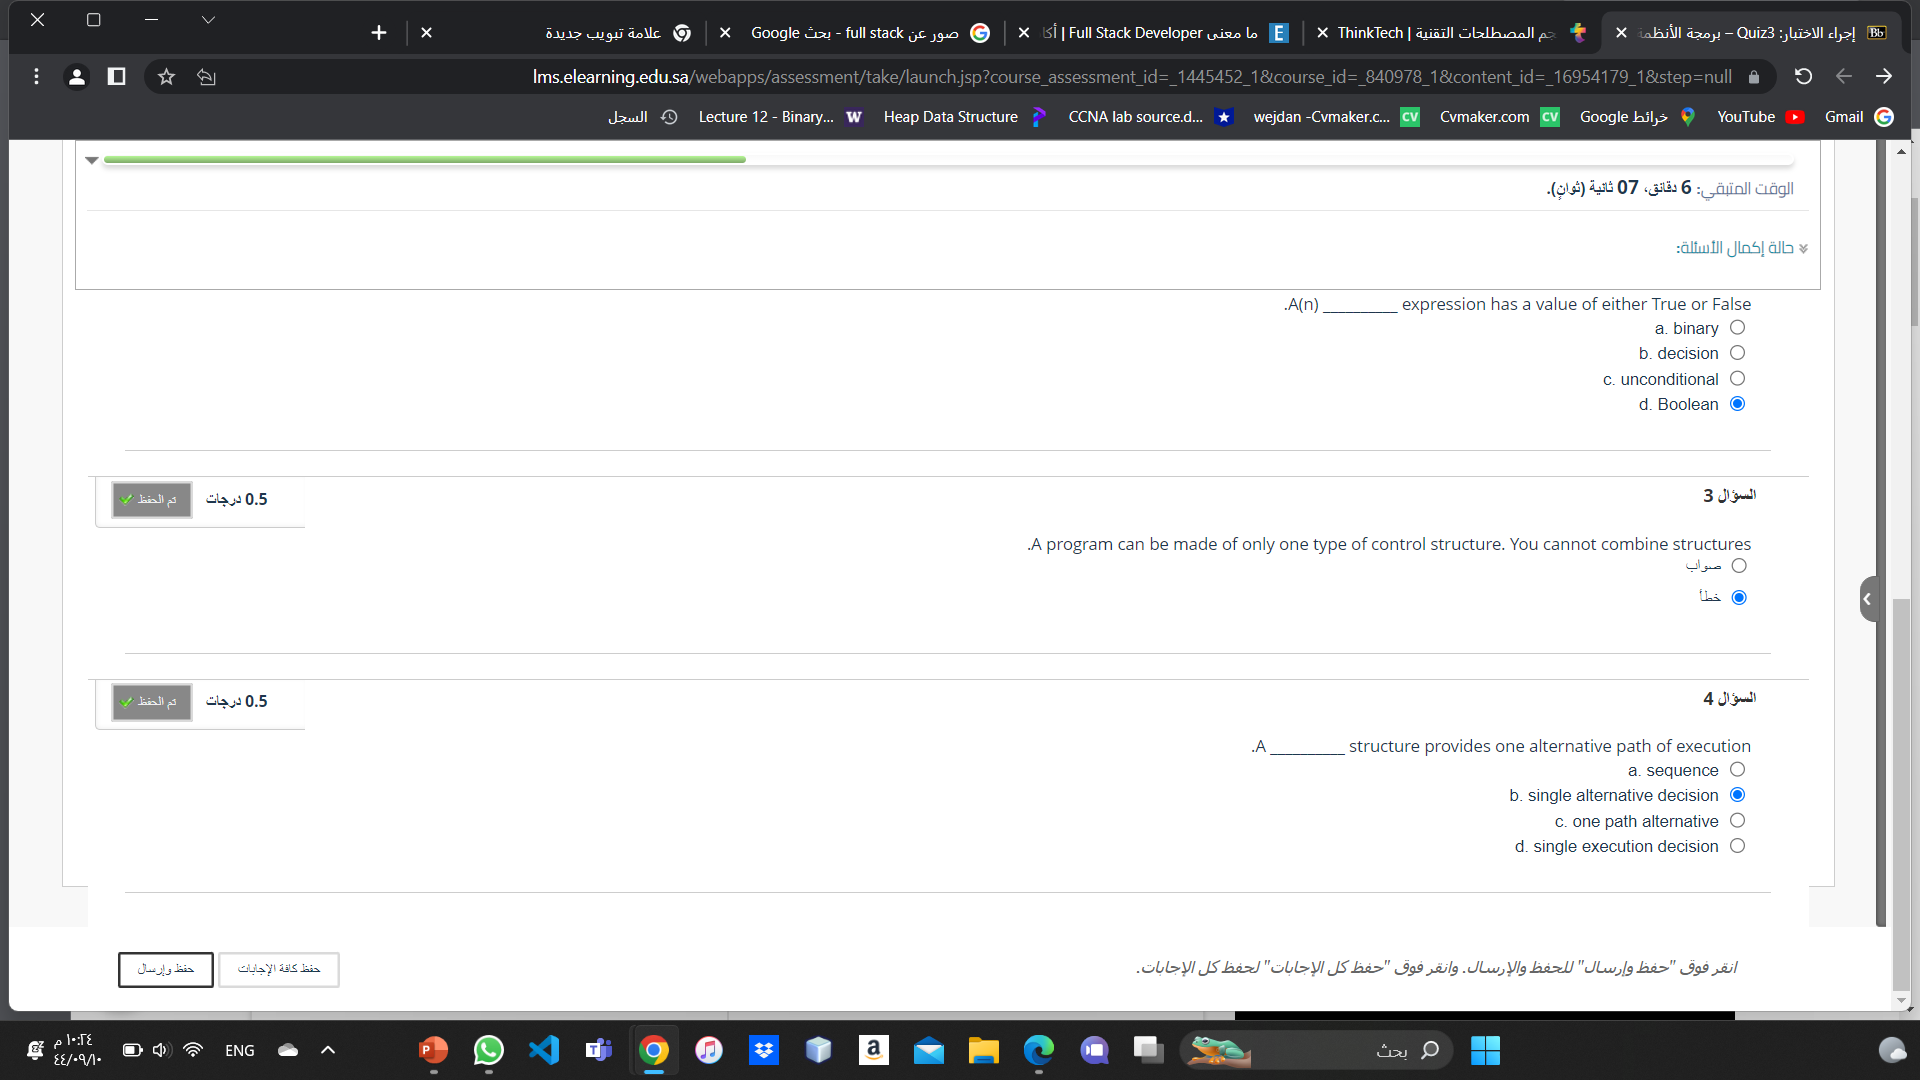 إجراء الاختبار: Quiz3 – برمجة الأنظمة
جم المصطلحات التقنية | ThinkTech
ما معنى Full Stack Developer | أكا
صور عن full stack - بحث Google
علامة تبويب جديدة
lms.elearning.edu.sa/webapps/assessment/take/launch.jsp?course_assessment_id=_1445452_1&course_id=_840978_1&content_id=_16954179_1&step=null
Gmail
YouTube
خرائط Google
Cvmaker.com
wejdan -Cvmaker.c...
CCNA lab source.d...
Heap Data Structure
Lecture 12 - Binary...
السجل
الوقت المتبقي: 6 دقائق، 07 ثانية (ثوانٍ).
حالة إكمال الأسئلة:
.A(n) __________ expression has a value of either True or False
a. binary
b. decision
c. unconditional
d. Boolean
السؤال 3
0.5 درجات
تم الحفظ
.A program can be made of only one type of control structure. You cannot combine structures
صواب
خطأ
السؤال 4
0.5 درجات
تم الحفظ
.A __________ structure provides one alternative path of execution
a. sequence
b. single alternative decision
c. one path alternative
d. single execution decision
انقر فوق "حفظ وإرسال" للحفظ والإرسال. وانقر فوق "حفظ كل الإجابات" لحفظ كل الإجابات.
حفظ كافة الإجابات
حفظ وإرسال
بحث
ENG
١٠:٢٤ م
٤٤/٠٩/١٠